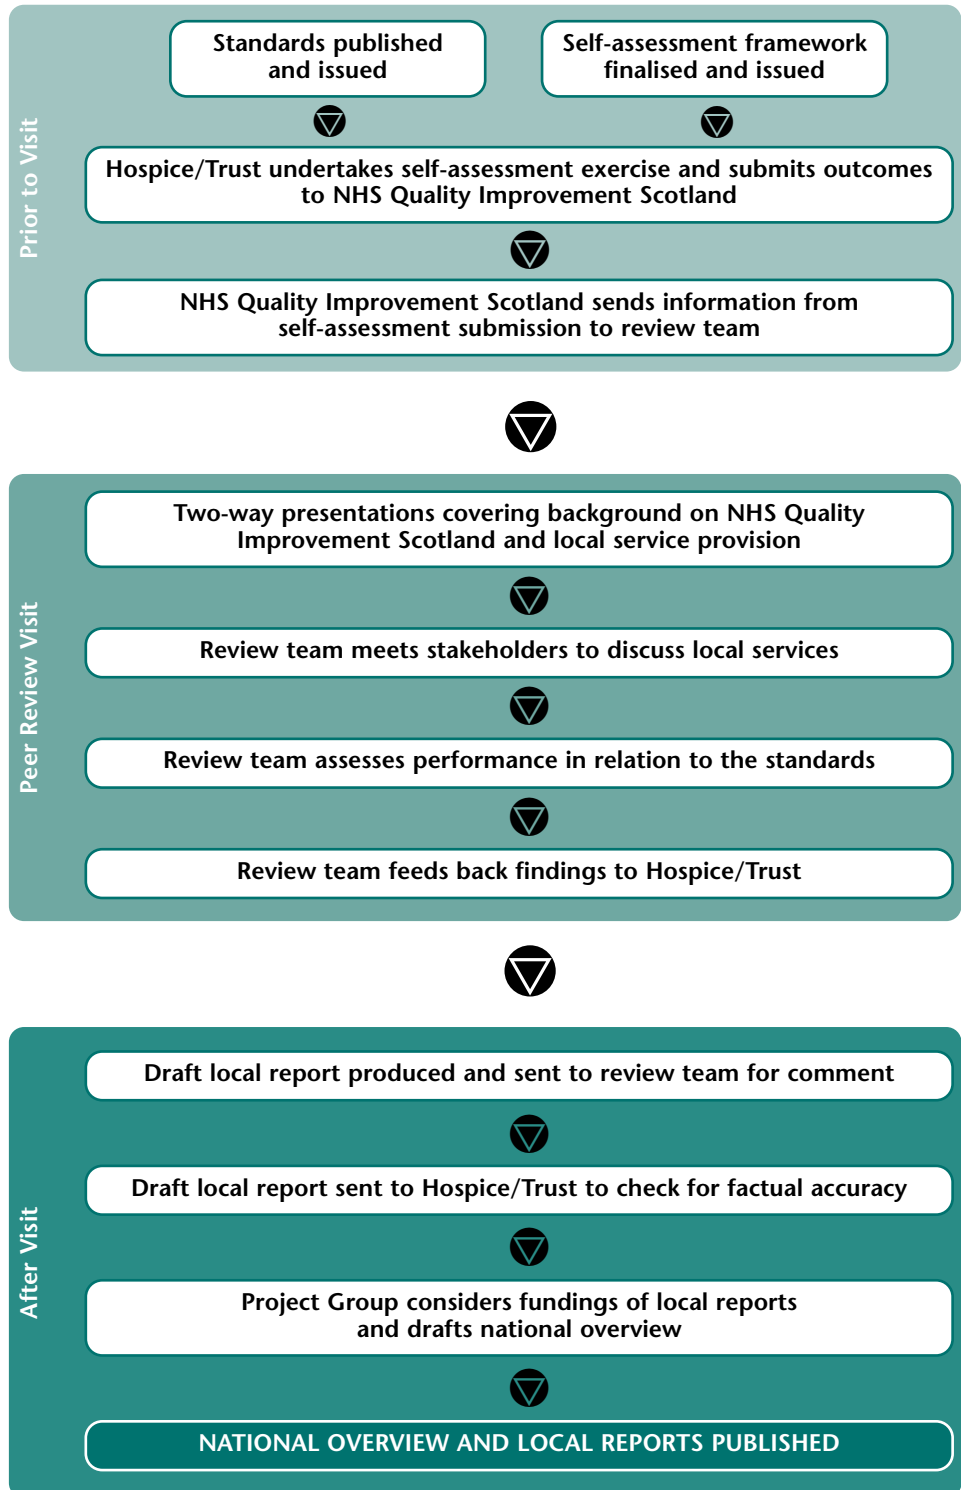 Prior to Visit
Standards published
and issued
Self-assessment framework
finalised and issued
Hospice/Trust undertakes self-assessment exercise and submits outcomes
to NHS Quality Improvement Scotland
NHS Quality Improvement Scotland sends information from
self-assessment submission to review team
Peer Review Visit
Two-way presentations covering background on NHS Quality
Improvement Scotland and local service provision
Review team meets stakeholders to discuss local services
Review team assesses performance in relation to the standards
Review team feeds back findings to Hospice/Trust
After Visit
Draft local report produced and sent to review team for comment
Draft local report sent to Hospice/Trust to check for factual accuracy
Project Group considers fundings of local reports
and drafts national overview
NATIONAL OVERVIEW AND LOCAL REPORTS PUBLISHED